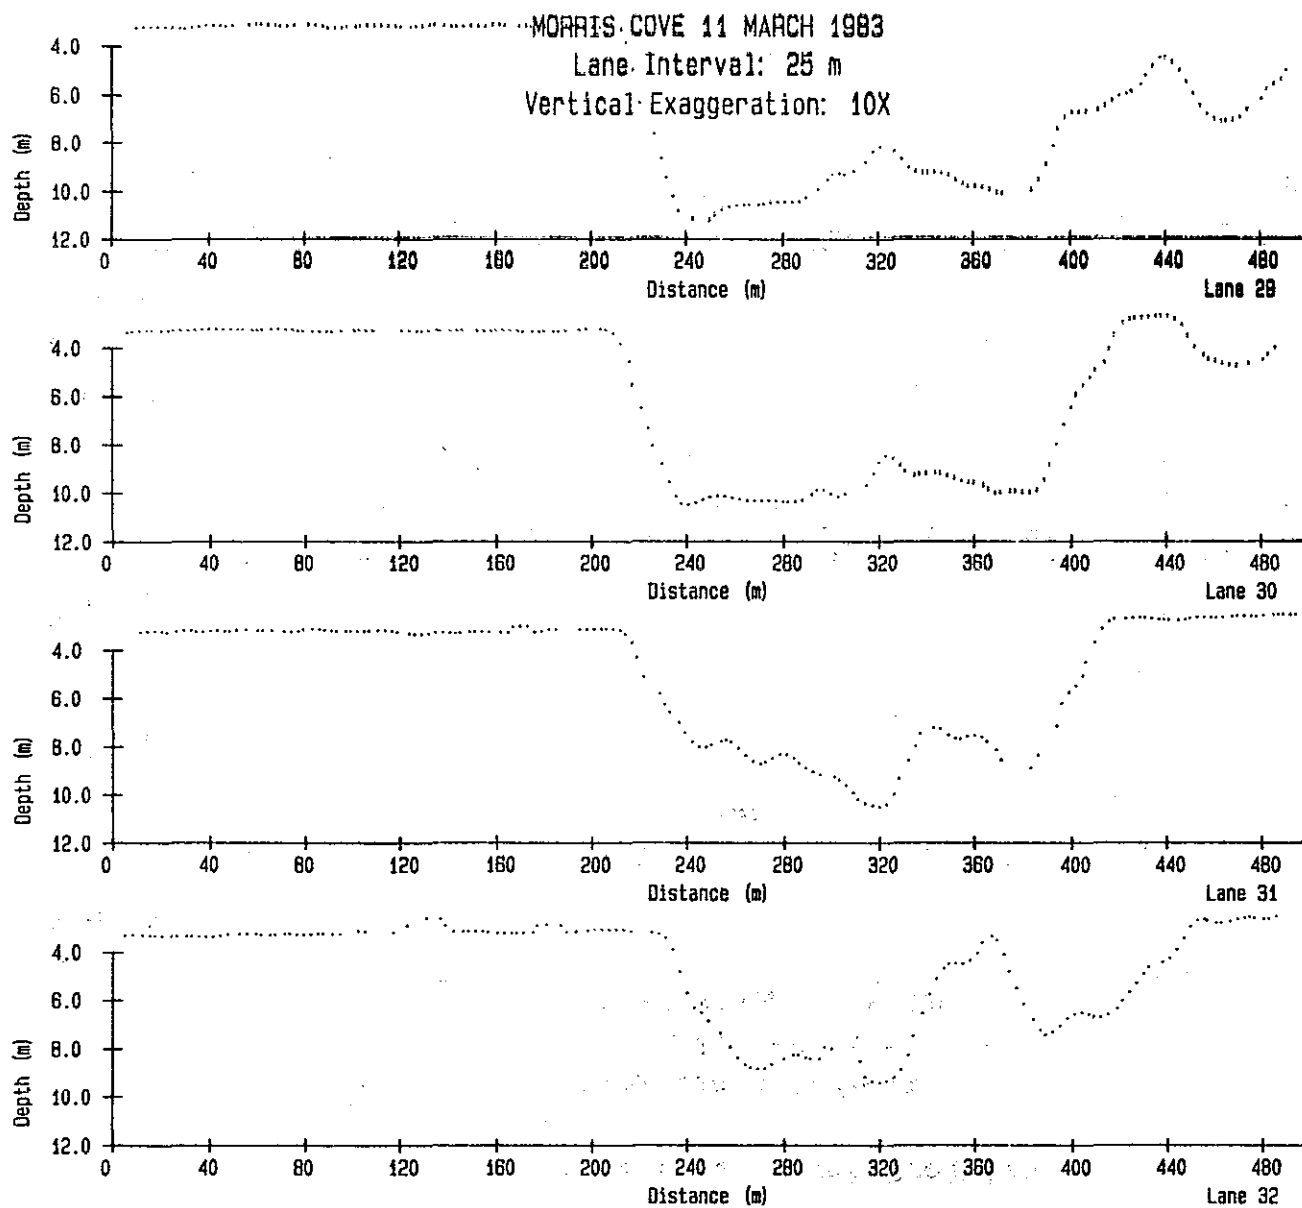 MORRIS COVE 11 MARCH 1983
Lane Interval: 25 m
Vertical Exaggeration: 10X
4.0
6.0
8.0
10.0
12.0
Depth (m)
0 40 80 120 160 200 240 280 320 360 400 440 480
Distance (m)
Lane 29
4.0
6.0
8.0
10.0
12.0
Depth (m)
0 40 80 120 160 200 240 280 320 360 400 440 480
Distance (m)
Lane 30
4.0
6.0
8.0
10.0
12.0
Depth (m)
0 40 80 120 160 200 240 280 320 360 400 440 480
Distance (m)
Lane 31
4.0
6.0
8.0
10.0
12.0
Depth (m)
0 40 80 120 160 200 240 280 320 360 400 440 480
Distance (m)
Lane 32